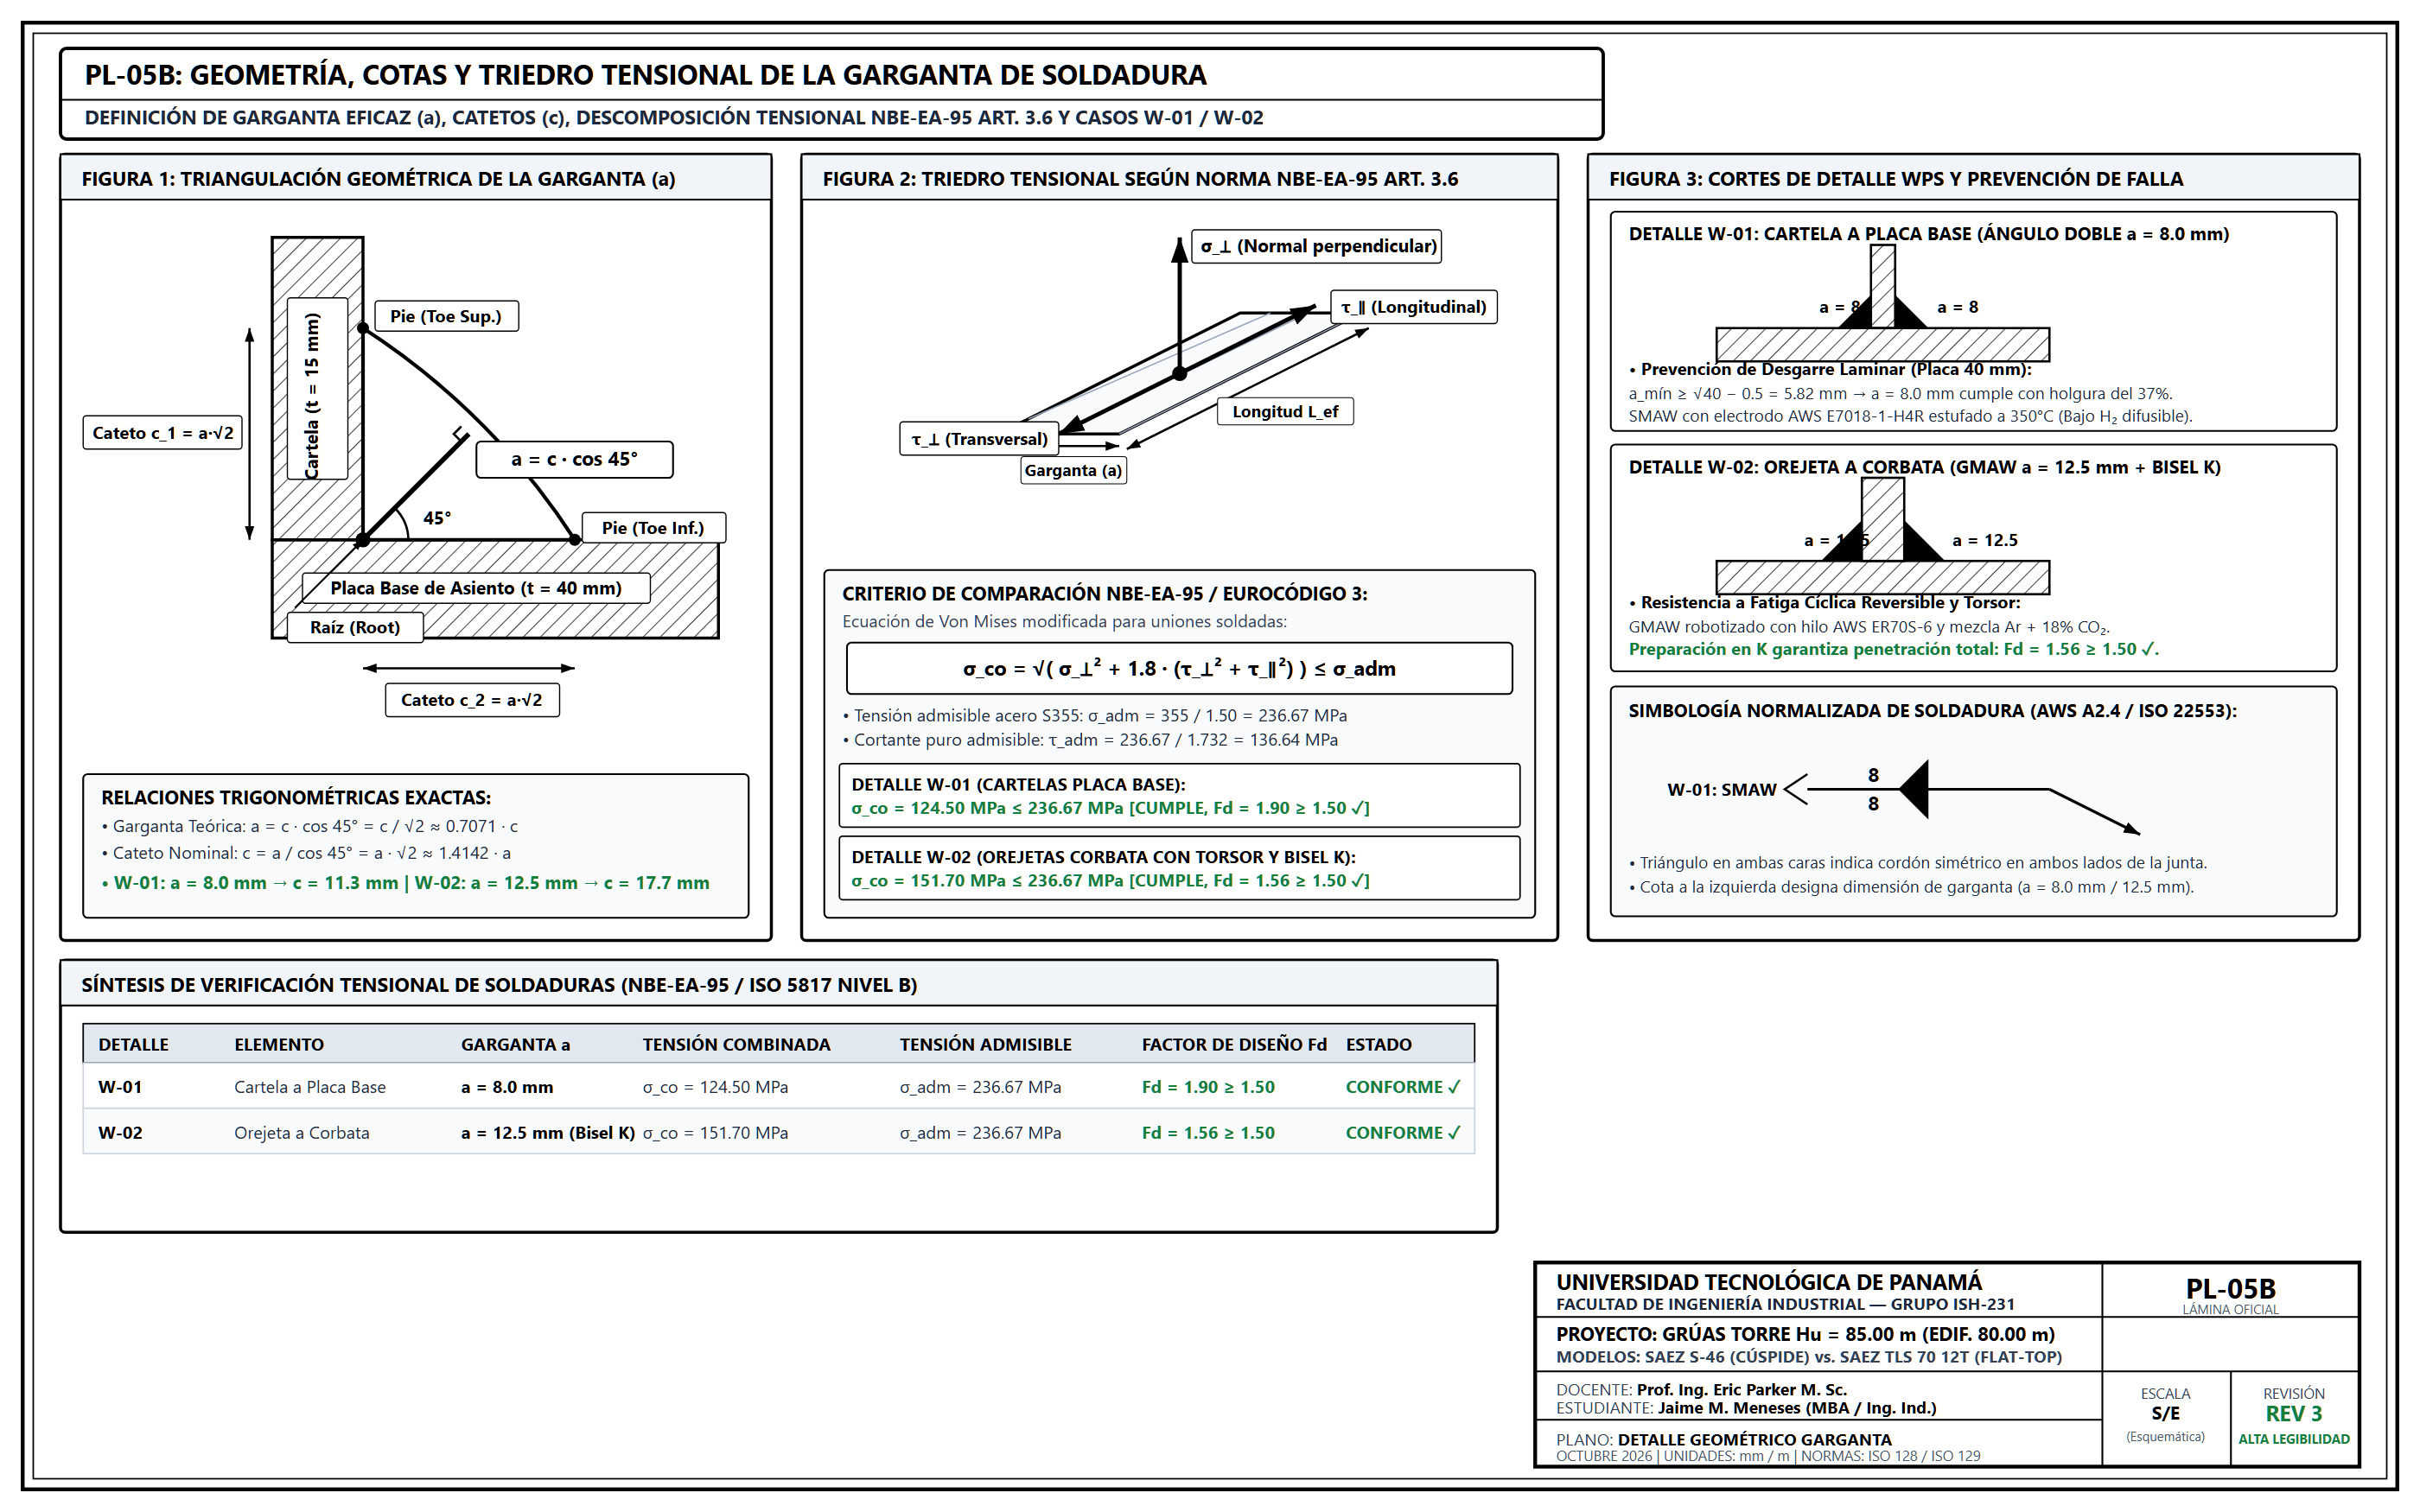 PL-05B: GEOMETRÍA, COTAS Y TRIEDRO TENSIONAL DE LA GARGANTA DE SOLDADURA
DEFINICIÓN DE GARGANTA EFICAZ (a), CATETOS (c), DESCOMPOSICIÓN TENSIONAL NBE-EA-95 ART. 3.6 Y CASOS W-01 / W-02
FIGURA 1: TRIANGULACIÓN GEOMÉTRICA DE LA GARGANTA (a)
Cartela (t = 15 mm)
Pie (Toe Sup.)
Cateto c_1 = a·√2
a = c · cos 45°
45°
Pie (Toe Inf.)
Placa Base de Asiento (t = 40 mm)
Raíz (Root)
Cateto c_2 = a·√2
RELACIONES TRIGONOMÉTRICAS EXACTAS:
• Garganta Teórica: a = c · cos 45° = c / √2 ≈ 0.7071 · c
• Cateto Nominal: c = a / cos 45° = a · √2 ≈ 1.4142 · a
• W-01: a = 8.0 mm → c = 11.3 mm | W-02: a = 12.5 mm → c = 17.7 mm
FIGURA 2: TRIEDRO TENSIONAL SEGÚN NORMA NBE-EA-95 ART. 3.6
σ_⊥ (Normal perpendicular)
τ_∥ (Longitudinal)
Longitud L_ef
τ_⊥ (Transversal)
Garganta (a)
CRITERIO DE COMPARACIÓN NBE-EA-95 / EUROCÓDIGO 3:
Ecuación de Von Mises modificada para uniones soldadas:
σ_co = √( σ_⊥² + 1.8 · (τ_⊥² + τ_∥²) ) ≤ σ_adm
• Tensión admisible acero S355: σ_adm = 355 / 1.50 = 236.67 MPa
• Cortante puro admisible: τ_adm = 236.67 / 1.732 = 136.64 MPa
DETALLE W-01 (CARTELAS PLACA BASE):
σ_co = 124.50 MPa ≤ 236.67 MPa [CUMPLE, Fd = 1.90 ≥ 1.50 ✓]
DETALLE W-02 (OREJETAS CORBATA CON TORSOR Y BISEL K):
σ_co = 151.70 MPa ≤ 236.67 MPa [CUMPLE, Fd = 1.56 ≥ 1.50 ✓]
FIGURA 3: CORTES DE DETALLE WPS Y PREVENCIÓN DE FALLA
DETALLE W-01: CARTELA A PLACA BASE (ÁNGULO DOBLE a = 8.0 mm)
a = 8
a = 8
• Prevención de Desgarre Laminar (Placa 40 mm):
a_mín ≥ √40 − 0.5 = 5.82 mm → a = 8.0 mm cumple con holgura del 37%.
SMAW con electrodo AWS E7018-1-H4R estufado a 350°C (Bajo H₂ difusible).
DETALLE W-02: OREJETA A CORBATA (GMAW a = 12.5 mm + BISEL K)
a = 12.5
a = 12.5
• Resistencia a Fatiga Cíclica Reversible y Torsor:
GMAW robotizado con hilo AWS ER70S-6 y mezcla Ar + 18% CO₂.
Preparación en K garantiza penetración total: Fd = 1.56 ≥ 1.50 ✓.
SIMBOLOGÍA NORMALIZADA DE SOLDADURA (AWS A2.4 / ISO 22553):
W-01: SMAW
8
8
• Triángulo en ambas caras indica cordón simétrico en ambos lados de la junta.
• Cota a la izquierda designa dimensión de garganta (a = 8.0 mm / 12.5 mm).
SÍNTESIS DE VERIFICACIÓN TENSIONAL DE SOLDADURAS (NBE-EA-95 / ISO 5817 NIVEL B)
DETALLE ELEMENTO GARGANTA a TENSIÓN COMBINADA TENSIÓN ADMISIBLE FACTOR DE DISEÑO Fd ESTADO
W-01 Cartela a Placa Base a = 8.0 mm σ_co = 124.50 MPa σ_adm = 236.67 MPa Fd = 1.90 ≥ 1.50 CONFORME ✓
W-02 Orejeta a Corbata a = 12.5 mm (Bisel K) σ_co = 151.70 MPa σ_adm = 236.67 MPa Fd = 1.56 ≥ 1.50 CONFORME ✓
UNIVERSIDAD TECNOLÓGICA DE PANAMÁ
FACULTAD DE INGENIERÍA INDUSTRIAL — GRUPO ISH-231
PL-05B
LÁMINA OFICIAL
PROYECTO: GRÚAS TORRE Hu = 85.00 m (EDIF. 80.00 m)
MODELOS: SAEZ S-46 (CÚSPIDE) vs. SAEZ TLS 70 12T (FLAT-TOP)
DOCENTE: Prof. Ing. Eric Parker M. Sc.
ESTUDIANTE: Jaime M. Meneses (MBA / Ing. Ind.)
ESCALA
S/E
(Esquemática)
REVISIÓN
REV 3
ALTA LEGIBILIDAD
PLANO: DETALLE GEOMÉTRICO GARGANTA
OCTUBRE 2026 | UNIDADES: mm / m | NORMAS: ISO 128 / ISO 129